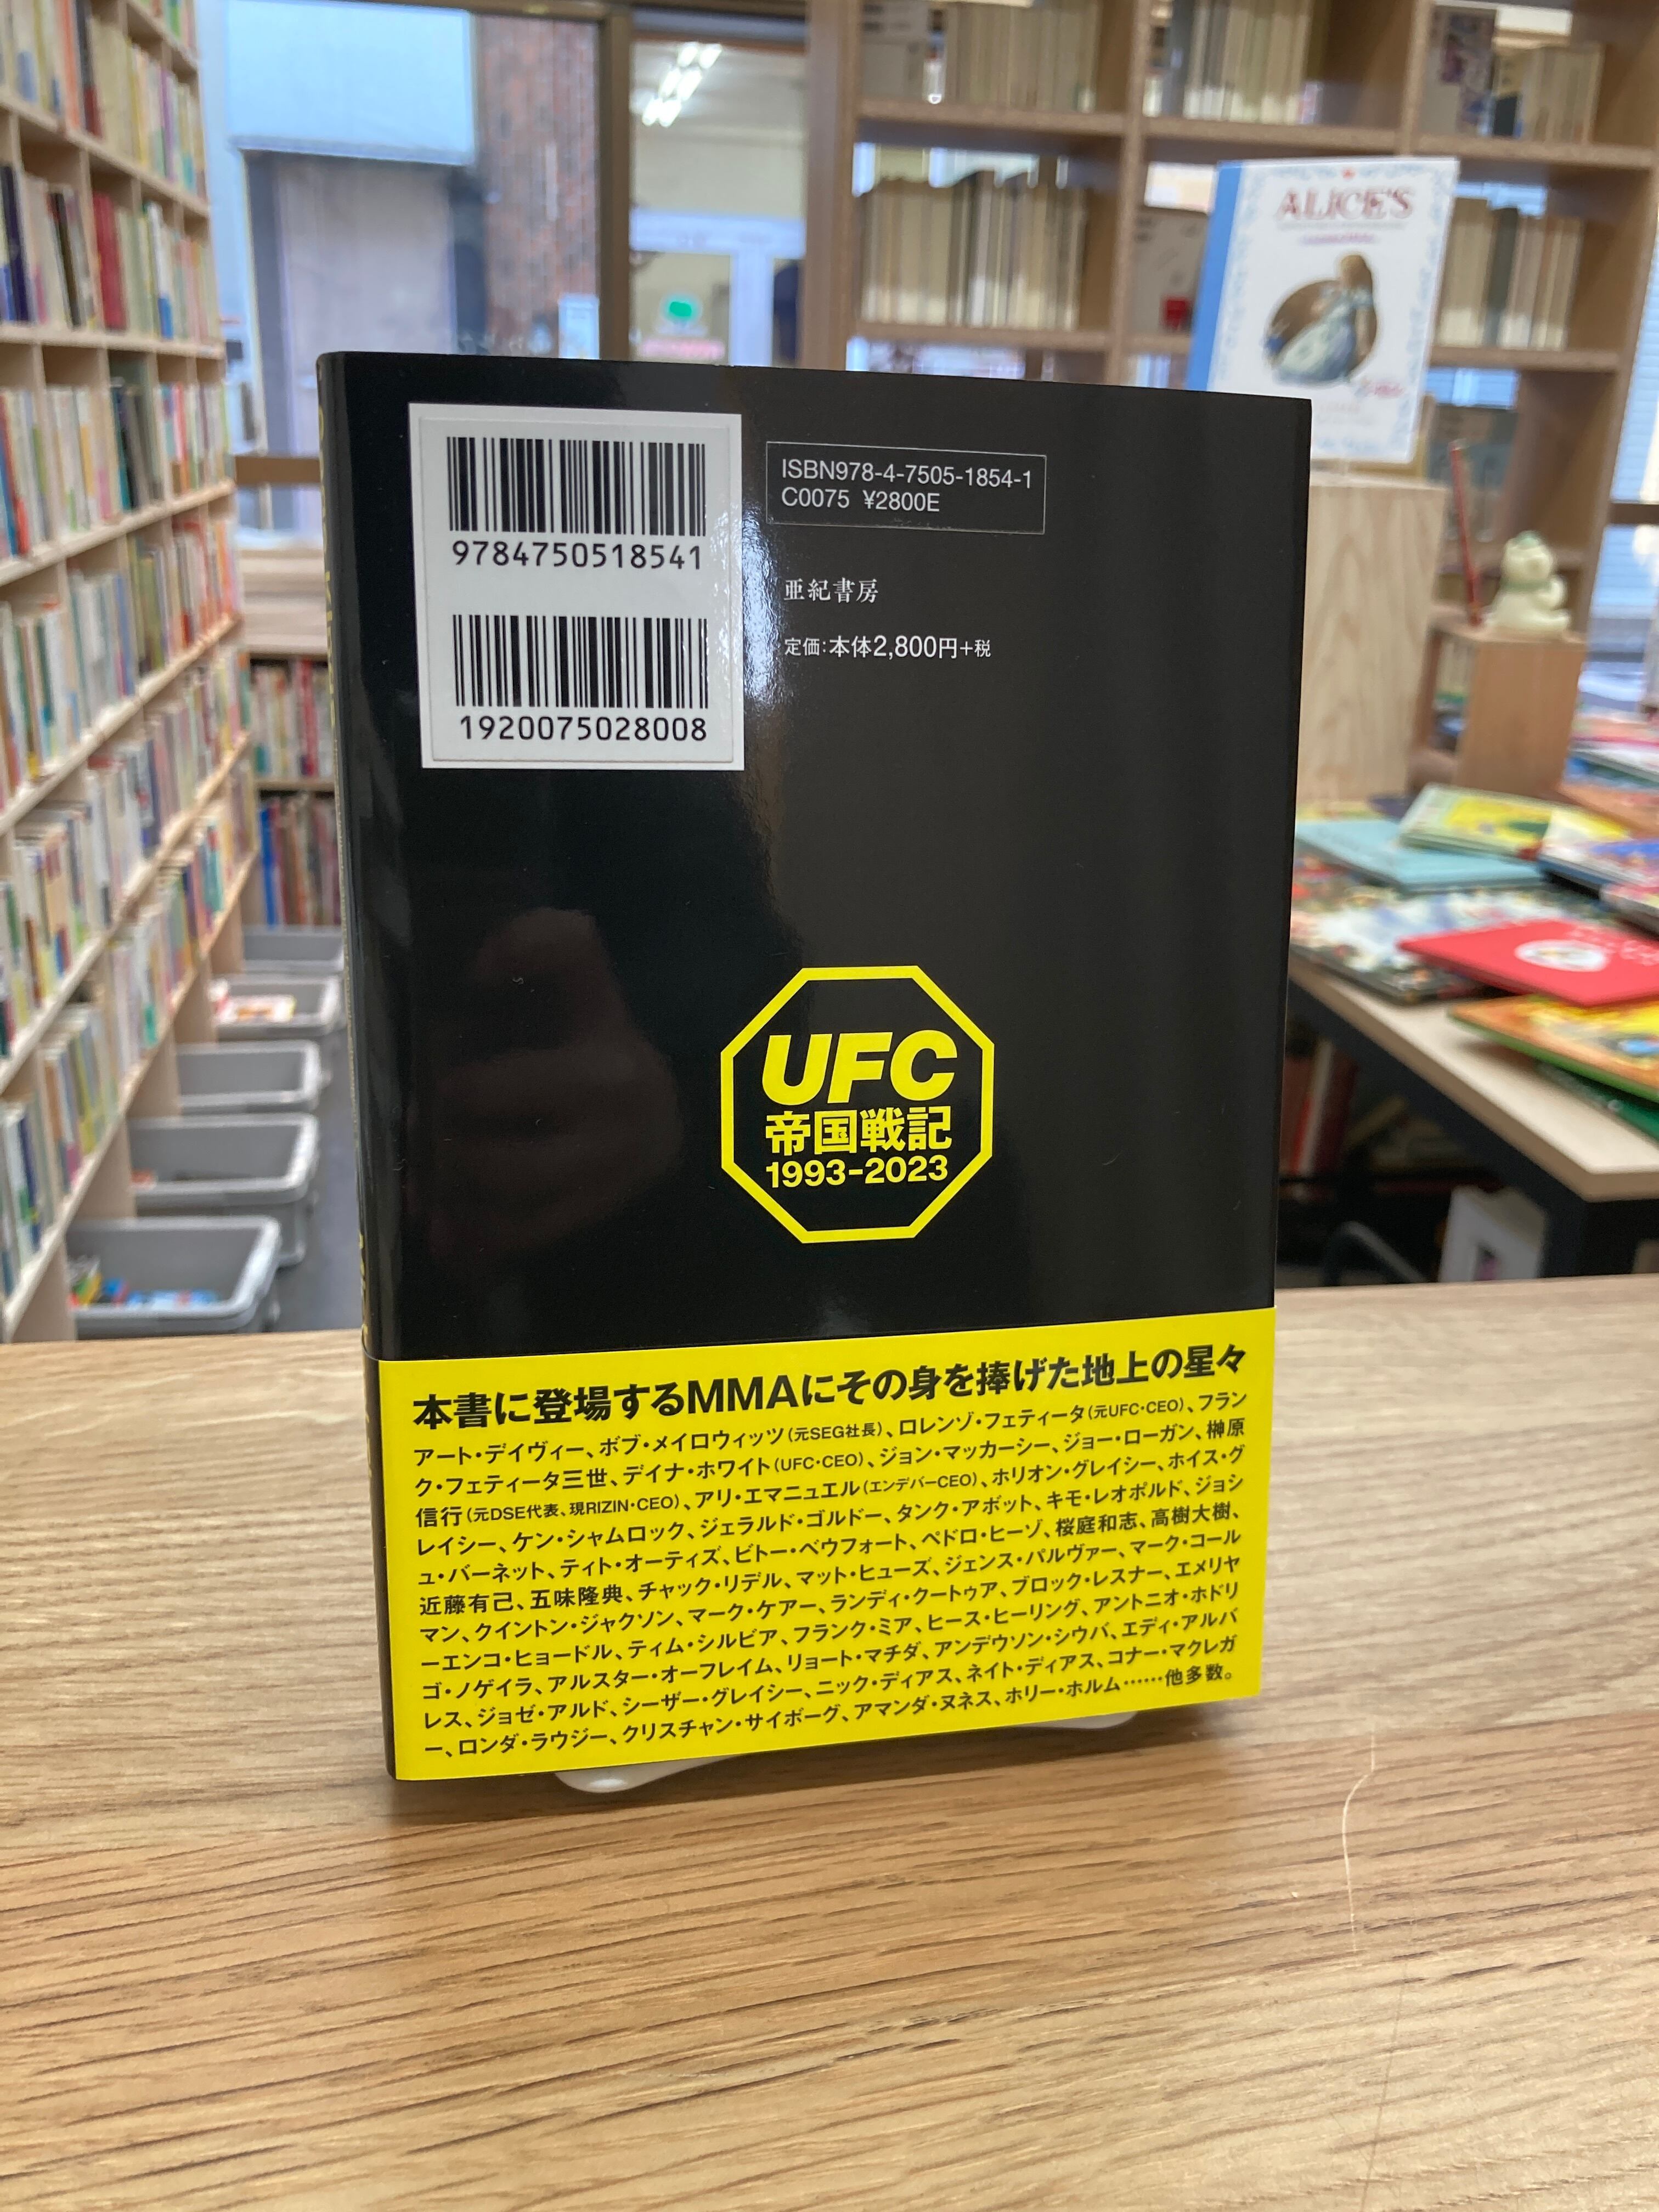 ALICE'S
9784750518541
1920075028008
ISBN978-4-7505-1854-1
C0075 ¥2800E
亜紀書房
定価:本体2,800円+税
UFC
帝国戦記
1993-2023
本書に登場するMMAにその身を捧げた地上の星々
アート・デイヴィー、ボブ・メイロウィッツ(元SEG社長)、ロレンゾ・フェティータ(元UFC・CEO)、フラン
ク・フェティータ三世、デイナ・ホワイト(UFC・CEO)、ジョン・マッカーシー、ジョー・ローガン、榊原
信行(元DSE代表、現RIZIN・CEO)、アリ・エマニュエル(エンデバーCEO)、ホリオン・グレイシー、ホイス・グ
レイシー、ケン・シャムロック、ジェラルド・ゴルドー、タンク・アボット、キモ・レオポルド、ジョシ
ュ・バーネット、ティト・オーティズ、ビトー・ベウフォート、ペドロ・ヒーゾ、桜庭和志、高樹大樹、
近藤有己、五味隆典、チャック・リデル、マット・ヒューズ、ジェンス・パルヴァー、マーク・コール
マン、クイントン・ジャクソン、マーク・ケアー、ランディ・クートゥア、ブロック・レスナー、エメリヤ
ーエンコ・ヒョードル、ティム・シルビア、フランク・ミア、ヒース・ヒーリング、アントニオ・ホドリ
ゴ・ノゲイラ、アルスター・オーフレイム、リョート・マチダ、アンデウソン・シウバ、エディ・アルバ
レス、ジョゼ・アルド、シーザー・グレイシー、ニック・ディアス、ネイト・ディアス、コナー・マクレガ
ー、ロンダ・ラウジー、クリスチャン・サイボーグ、アマンダ・ヌネス、ホリー・ホルム……他多数。